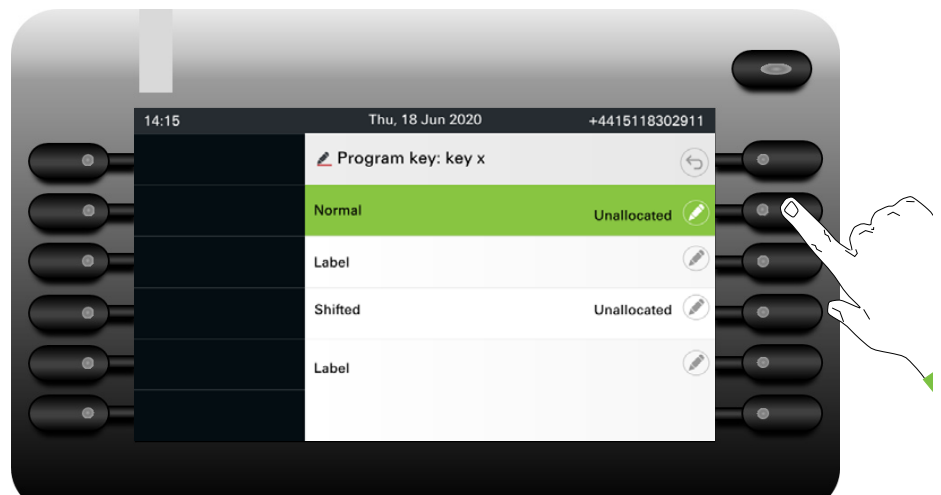 14:15 Thu, 18 Jun 2020 +4415118302911
Program key: key x
Normal Unallocated
Label
Shifted Unallocated
Label